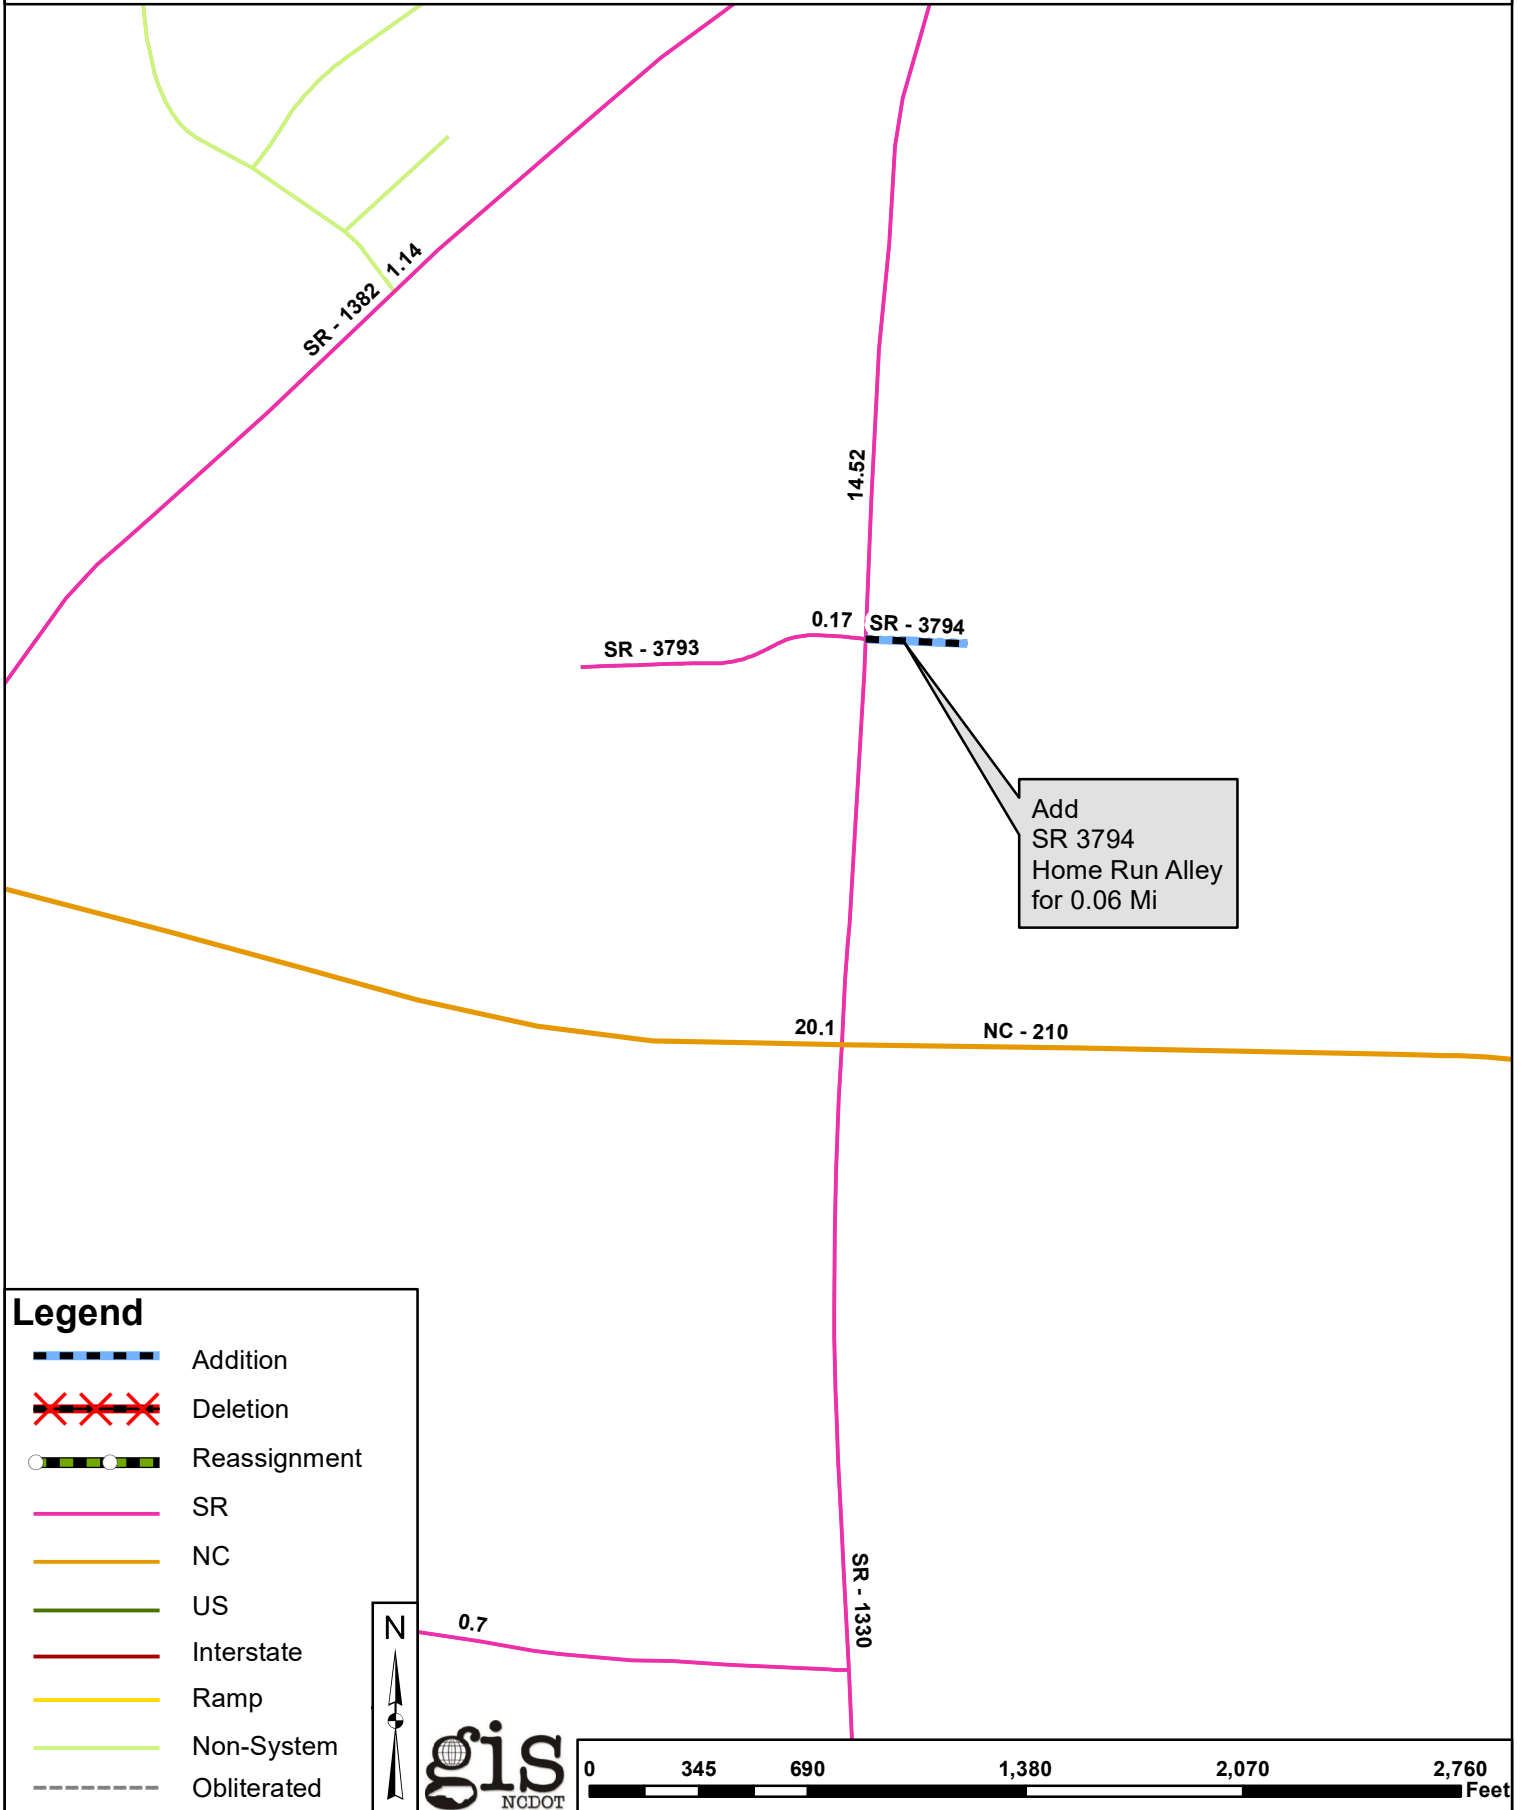 1.14
SR - 1382
14.52
0.17
SR - 3794
SR - 3793
Add
SR 3794
Home Run Alley
for 0.06 Mi
20.1
NC - 210
SR - 1330
0.7
Legend
Addition
Deletion
Reassignment
SR
NC
US
Interstate
Ramp
Non-System
Obliterated
N
gis
NCDOT
0 345 690 1,380 2,070 2,760
Feet